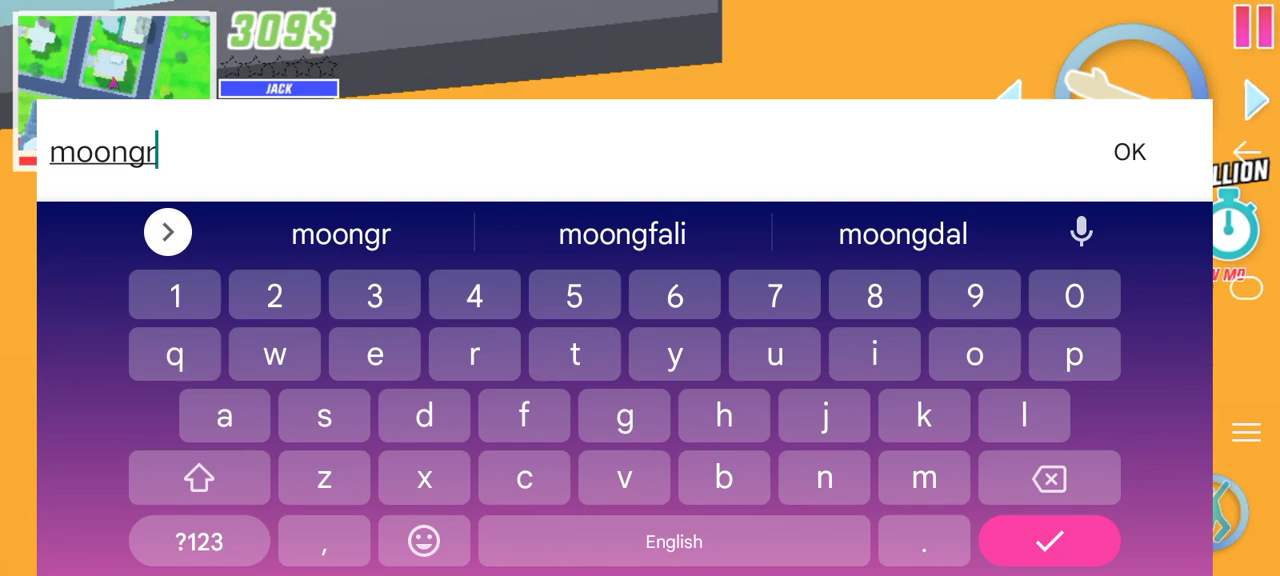 309$
JACK
moongr
OK
LLION
moongr moongfali moongdal
1 2 3 4 5 6 7 8 9 0
q w e r t y u i o p
a s d f g h j k l
z x c v b n m
?123 , English .